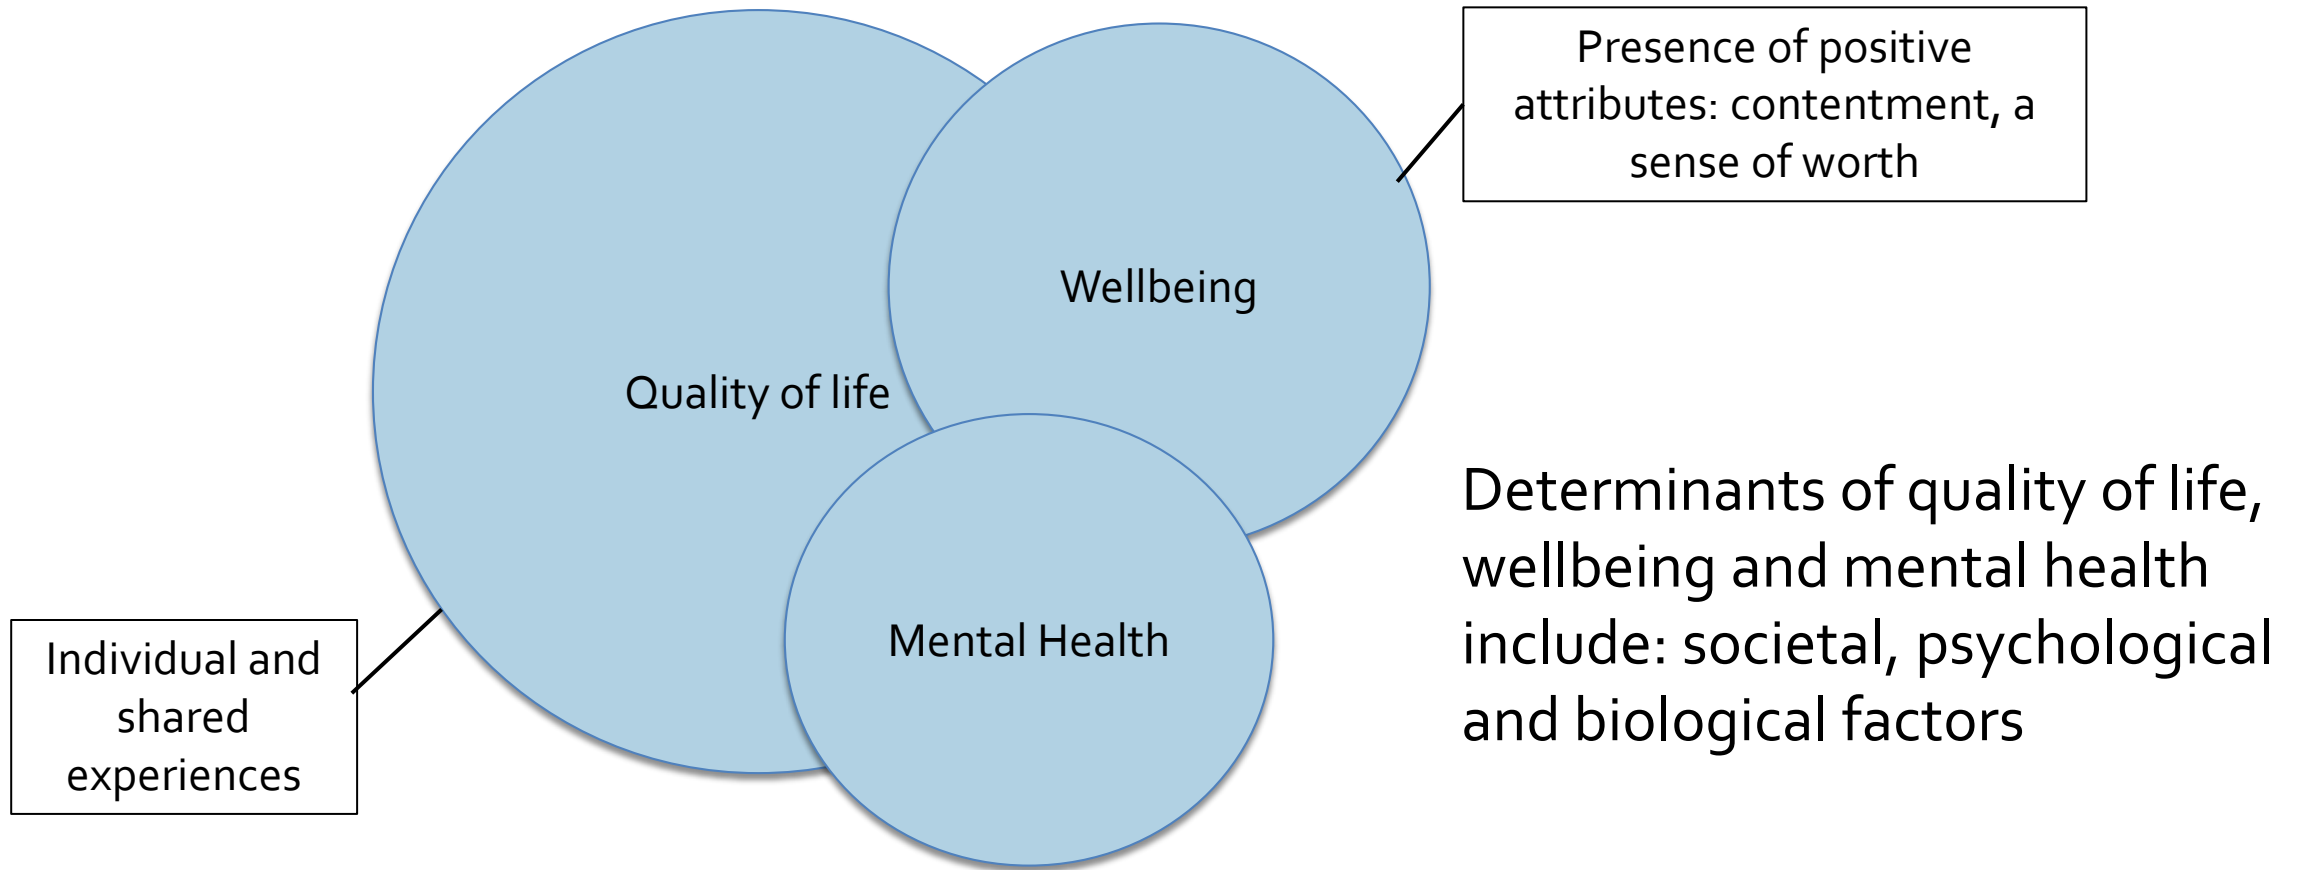 Presence of positive
attributes: contentment, a
sense of worth
Wellbeing
Quality of life
Mental Health
Individual and
shared
experiences
Determinants of quality of life,
wellbeing and mental health
include: societal, psychological
and biological factors